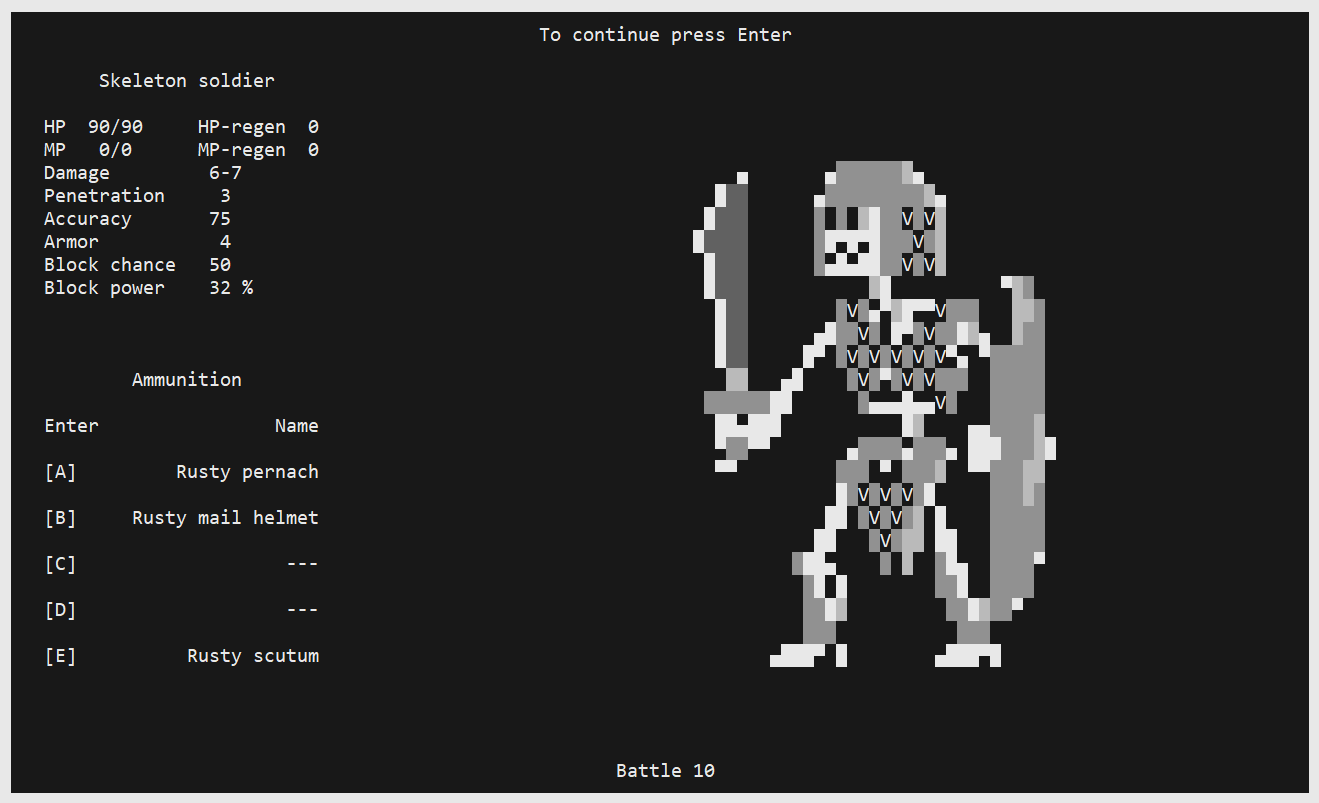 To continue press Enter
Skeleton soldier
HP 90/90 HP-regen 0
MP 0/0 MP-regen 0
Damage 6-7
Penetration 3
Accuracy 75
Armor 4
Block chance 50
Block power 32 %
Ammunition
Enter Name
[A] Rusty pernach
[B] Rusty mail helmet
[C] ---
[D] ---
[E] Rusty scutum
Battle 10